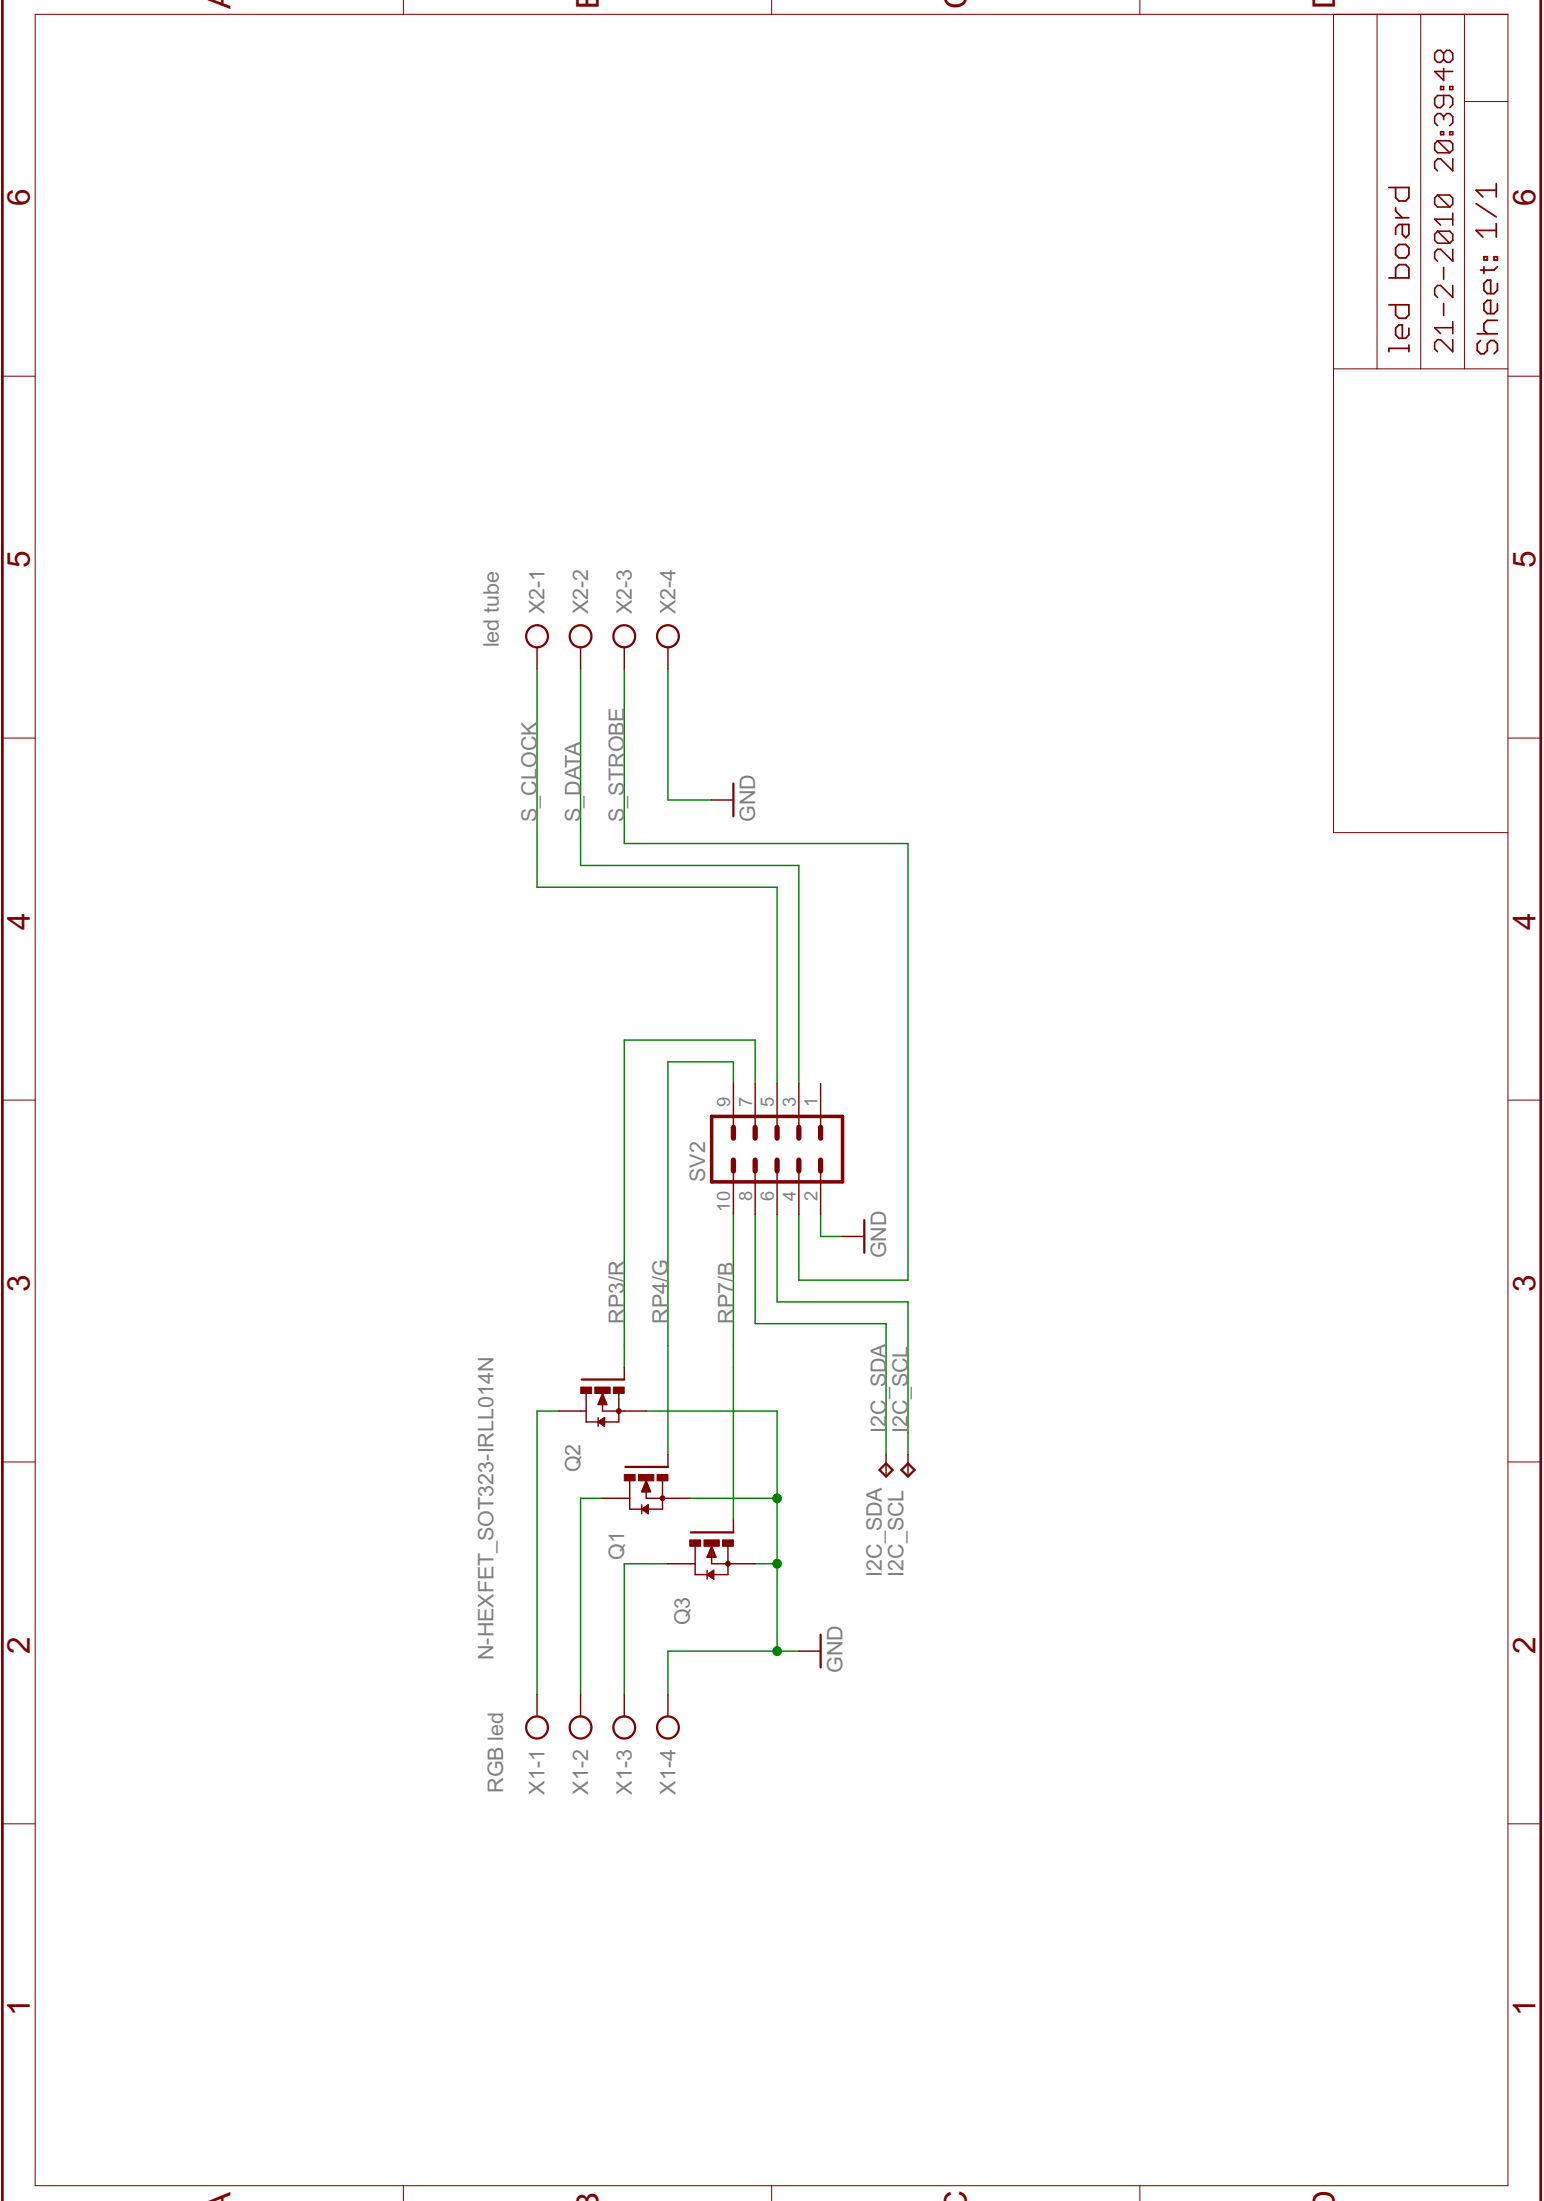 A
B
C
D
1
2
3
4
5
6
RGB led
X1-1
X1-2
X1-3
X1-4
N-HEXFET_SOT323-IRLL014N
Q2
Q1
Q3
GND
RP3/R
RP4/G
RP7/B
I2C_SDA
I2C_SCL
I2C_SDA
I2C_SCL
SV2
10
8
6
4
2
9
7
5
3
1
GND
S_CLOCK
S_DATA
S_STROBE
GND
led tube
X2-1
X2-2
X2-3
X2-4
led board
21-2-2010 20:39:48
Sheet: 1/1
1
2
3
4
5
6
A
B
C
D